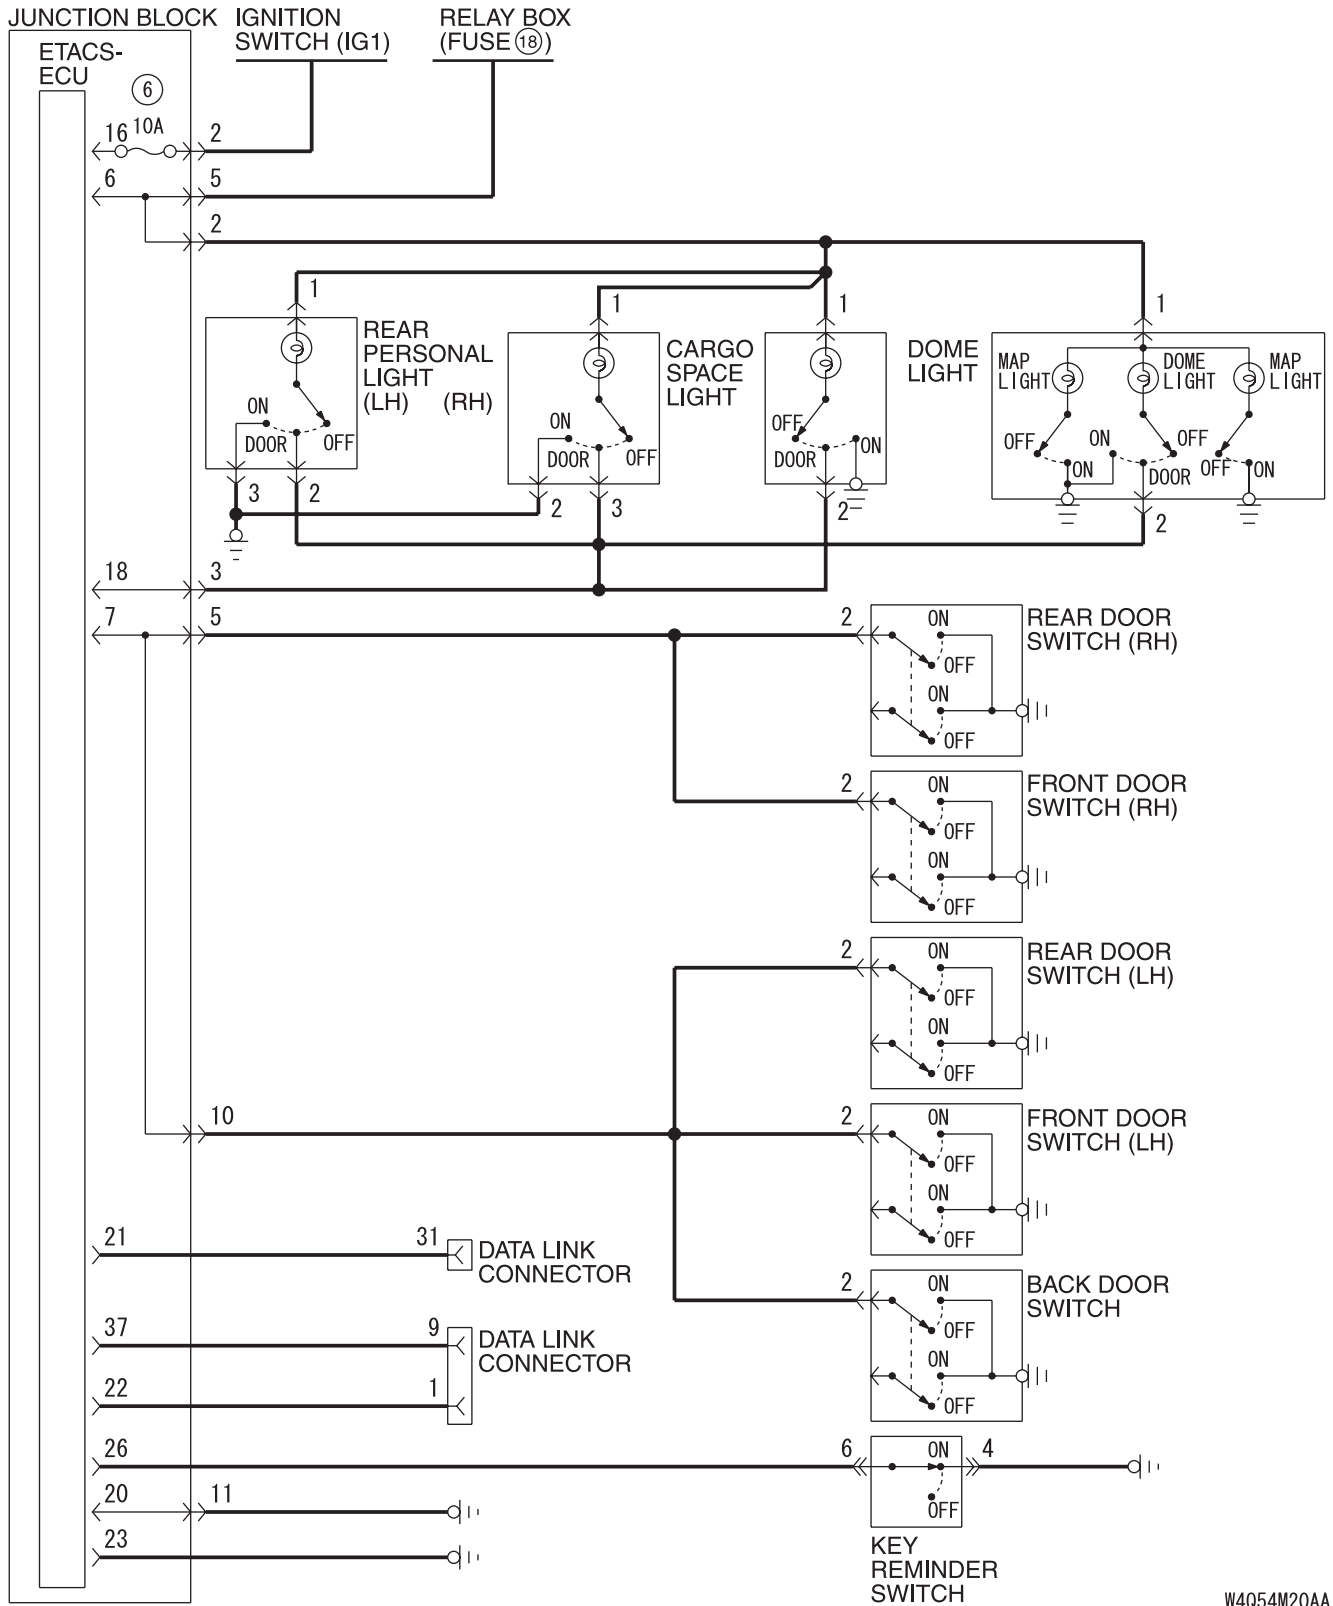 JUNCTION BLOCK
IGNITION
SWITCH (IG1)
RELAY BOX
(FUSE 18)
ETACS-
ECU
6
16
10A
2
6
5
2
1
1
1
1
REAR
PERSONAL
LIGHT
(LH) (RH)
ON
DOOR
OFF
3
2
CARGO
SPACE
LIGHT
ON
DOOR
OFF
2
3
OFF
DOOR
ON
2
DOME
LIGHT
MAP
LIGHT
DOME
LIGHT
MAP
LIGHT
OFF
ON
ON
OFF
DOOR
OFF
ON
2
18
3
7
5
2
ON
OFF
ON
OFF
REAR DOOR
SWITCH (RH)
2
ON
OFF
ON
OFF
FRONT DOOR
SWITCH (RH)
2
ON
OFF
ON
OFF
REAR DOOR
SWITCH (LH)
10
2
ON
OFF
ON
OFF
FRONT DOOR
SWITCH (LH)
21
31
DATA LINK
CONNECTOR
2
ON
OFF
ON
OFF
BACK DOOR
SWITCH
37
9
DATA LINK
CONNECTOR
22
1
26
6
ON
OFF
4
20
11
23
KEY
REMINDER
SWITCH
W4Q54M20AA